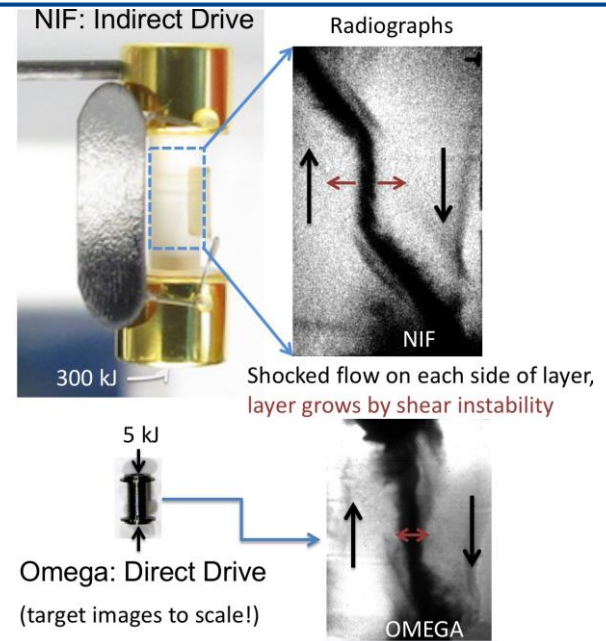 NIF: Indirect Drive
Radiographs
NIF
300 kJ
Shocked flow on each side of layer,
layer grows by shear instability
5 kJ
Omega: Direct Drive
(target images to scale!)
OMEGA